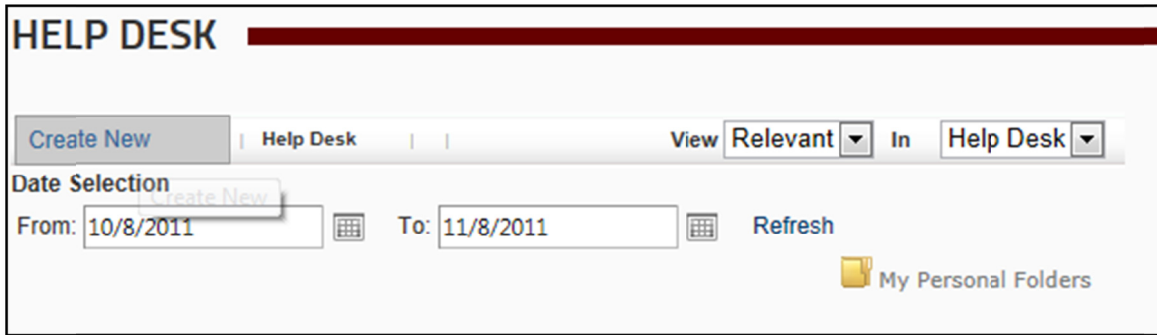 HELP DESK
Create New | Help Desk | | View Relevant In Help Desk
Date Selection
Create New
From: 10/8/2011 To: 11/8/2011 Refresh
My Personal Folders